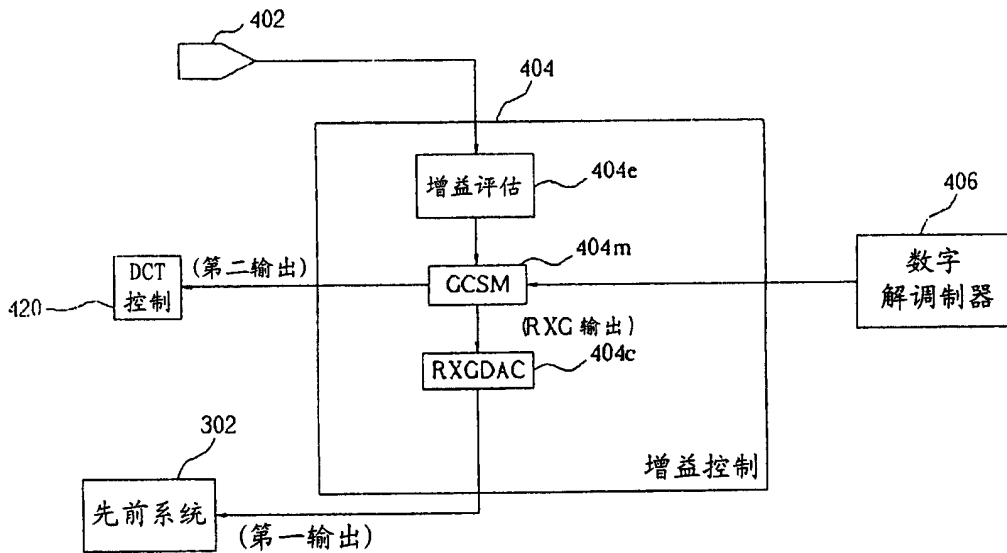 402
404
增益评估
404e
406
数字
解调制器
404m
DCT
控制
(第二输出)
GCSM
420
(RXG 输出)
RXGDAC
404c
302
增益控制
先前系统
(第一输出)